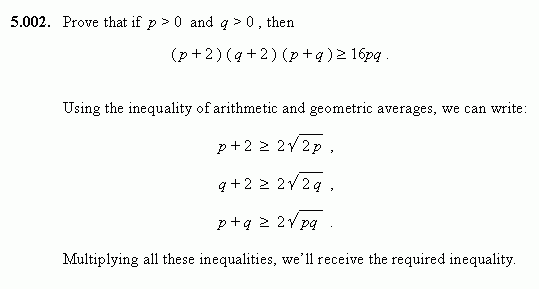 5.002. Prove that if p > 0 and q > 0 , then
( p + 2 ) ( q + 2 ) ( p + q ) ≥ 16pq .
Using the inequality of arithmetic and geometric averages, we can write:
p + 2 ≥ 2√2p ,
q + 2 ≥ 2√2q ,
p + q ≥ 2√pq .
Multiplying all these inequalities, we’ll receive the required inequality.